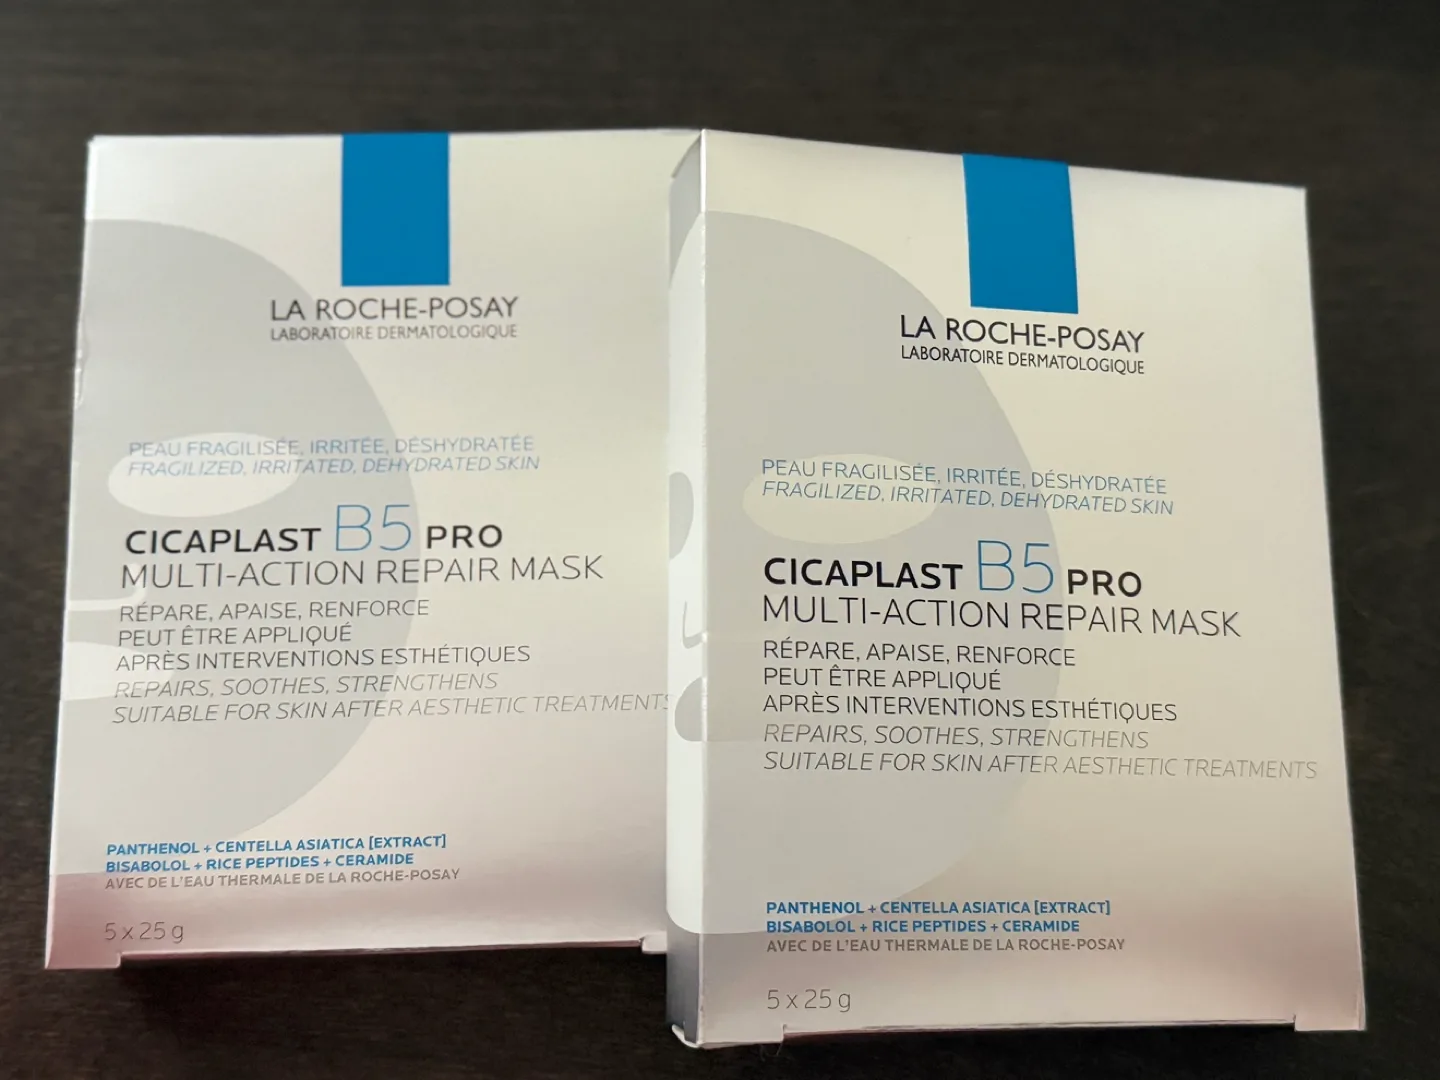 LA ROCHE-POSAY
LABORATOIRE DERMATOLOGIQUE
PEAU FRAGILISÉE, IRRITÉE, DÉSHYDRATÉE
FRAGILIZED, IRRITATED, DEHYDRATED SKIN
CICAPLAST B5 PRO
MULTI-ACTION REPAIR MASK
RÉPARE, APAISE, RENFORCE
PEUT ÊTRE APPLIQUÉ
APRÈS INTERVENTIONS ESTHÉTIQUES
REPAIRS, SOOTHES, STRENGTHENS
SUITABLE FOR SKIN AFTER AESTHETIC TREATMENTS
PANTHENOL + CENTELLA ASIATICA [EXTRACT]
BISABOLOL + RICE PEPTIDES + CERAMIDE
AVEC DE L'EAU THERMALE DE LA ROCHE-POSAY
5 x 25 g
LA ROCHE-POSAY
LABORATOIRE DERMATOLOGIQUE
PEAU FRAGILISÉE, IRRITÉE, DÉSHYDRATÉE
FRAGILIZED, IRRITATED, DEHYDRATED SKIN
CICAPLAST B5 PRO
MULTI-ACTION REPAIR MASK
RÉPARE, APAISE, RENFORCE
PEUT ÊTRE APPLIQUÉ
APRÈS INTERVENTIONS ESTHÉTIQUES
REPAIRS, SOOTHES, STRENGTHENS
SUITABLE FOR SKIN AFTER AESTHETIC TREATMENTS
PANTHENOL + CENTELLA ASIATICA [EXTRACT]
BISABOLOL + RICE PEPTIDES + CERAMIDE
AVEC DE L'EAU THERMALE DE LA ROCHE-POSAY
5 x 25 g